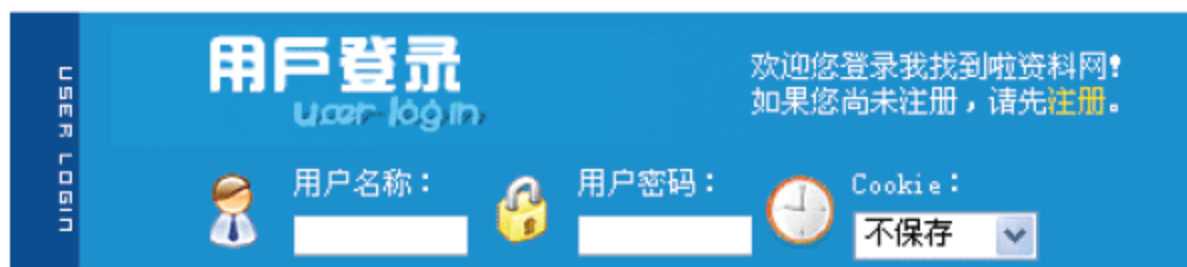 USER LOGIN
用戶登录
user login
欢迎您登录我找到啦资料网!
如果您尚未注册，请先注册。
用户名称：
用户密码：
Cookie：
不保存